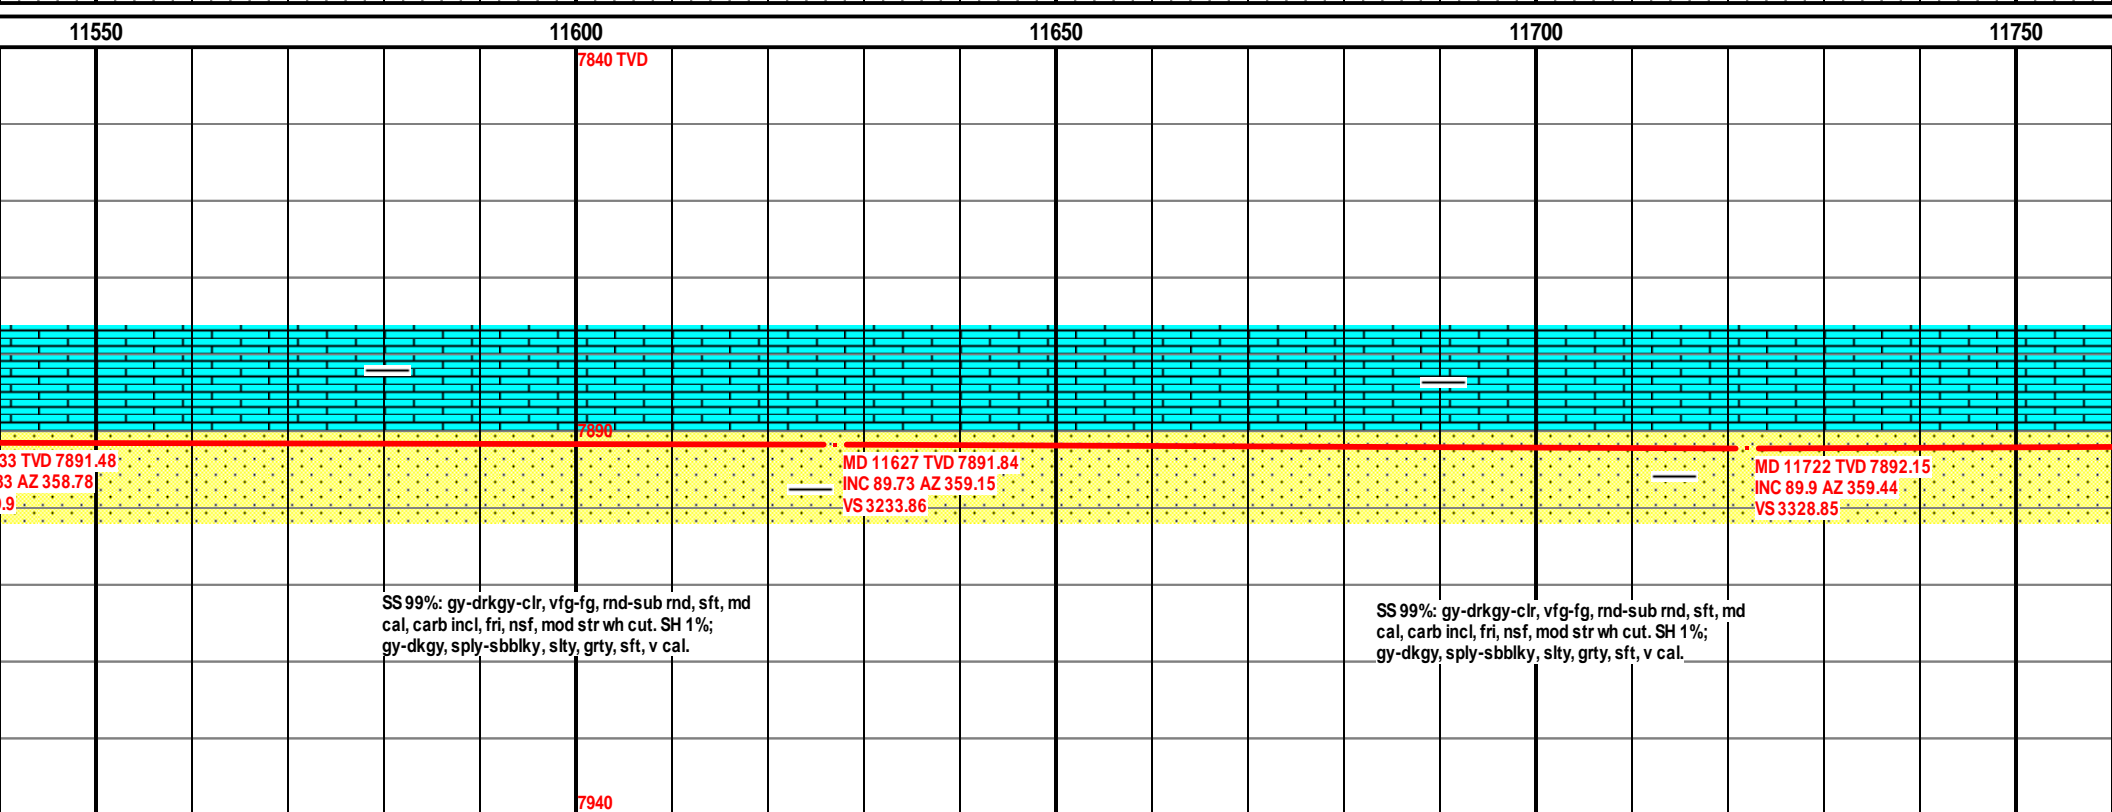 11550 11600 11650 11700 11750
7840 TVD
7890
33 TVD 7891.48
33 AZ 358.78
.9
MD 11627 TVD 7891.84
INC 89.73 AZ 359.15
VS 3233.86
MD 11722 TVD 7892.15
INC 89.9 AZ 359.44
VS 3328.85
SS 99%: gy-drkgy-clr, vfg-fg, rnd-sub rnd, sft, md
cal, carb incl, fri, nsf, mod str wh cut. SH 1%;
gy-dkgy, sply-sbblky, slty, grty, sft, v cal.
SS 99%: gy-drkgy-clr, vfg-fg, rnd-sub rnd, sft, md
cal, carb incl, fri, nsf, mod str wh cut. SH 1%;
gy-dkgy, sply-sbblky, slty, grty, sft, v cal.
7940